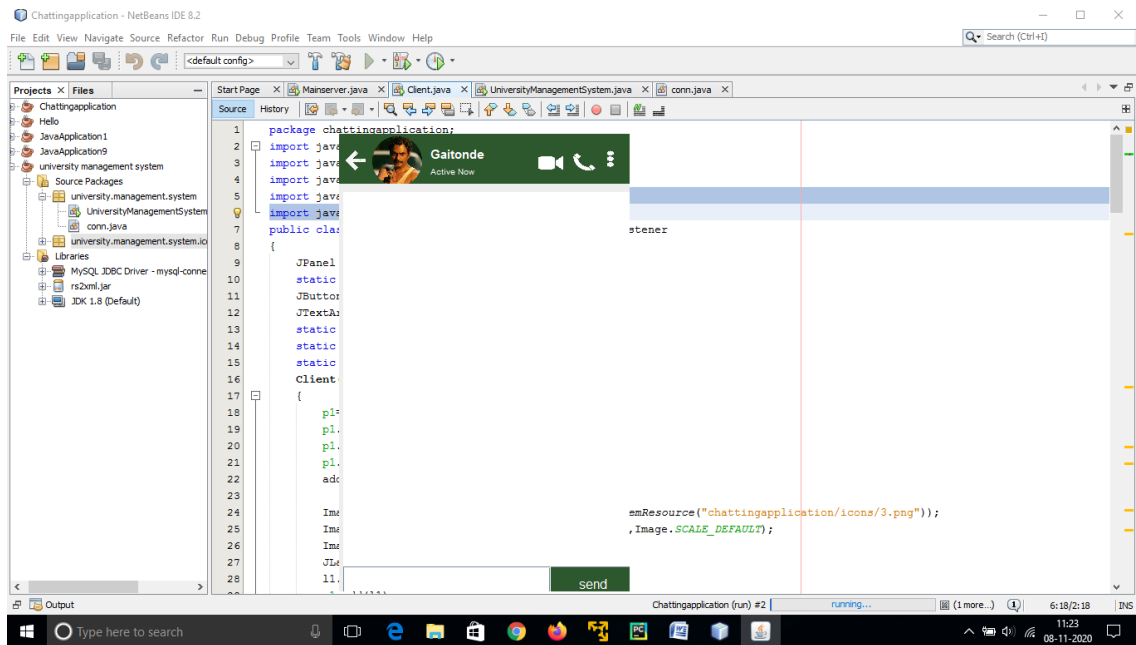 Chattingapplication - NetBeans IDE 8.2
File Edit View Navigate Source Refactor Run Debug Profile Team Tools Window Help
Search (Ctrl+I)
<default config>
Projects Files
Start Page Mainserver.java Client.java UniversityManagementSystem.java conn.java
Source History
Chattingapplication
Hello
JavaApplication1
JavaApplication9
university management system
Source Packages
university.management.system
UniversityManagementSystem
conn.java
university.management.system.ico
Libraries
MySQL JDBC Driver - mysql-conne
rs2xml.jar
JDK 1.8 (Default)
1 package chattingapplication;
2 import java
3 import java
4 import java
5 import java
import java
7 public clas stener
8 {
9 JPanel
10 static
11 JButton
12 JTextAr
13 static
14 static
15 static
16 Client
17 {
18 p1=
19 p1.
20 p1.
21 p1.
22 add
23
24 Ima emResource("chattingapplication/icons/3.png"));
25 Ima ,Image.SCALE_DEFAULT);
26 Ima
27 JLa
28 l1.
Gaitonde
Active Now
send
Output
Chattingapplication (run) #2 running... (1 more...) 1 6:18/2:18 INS
Type here to search
PC
11:23
08-11-2020